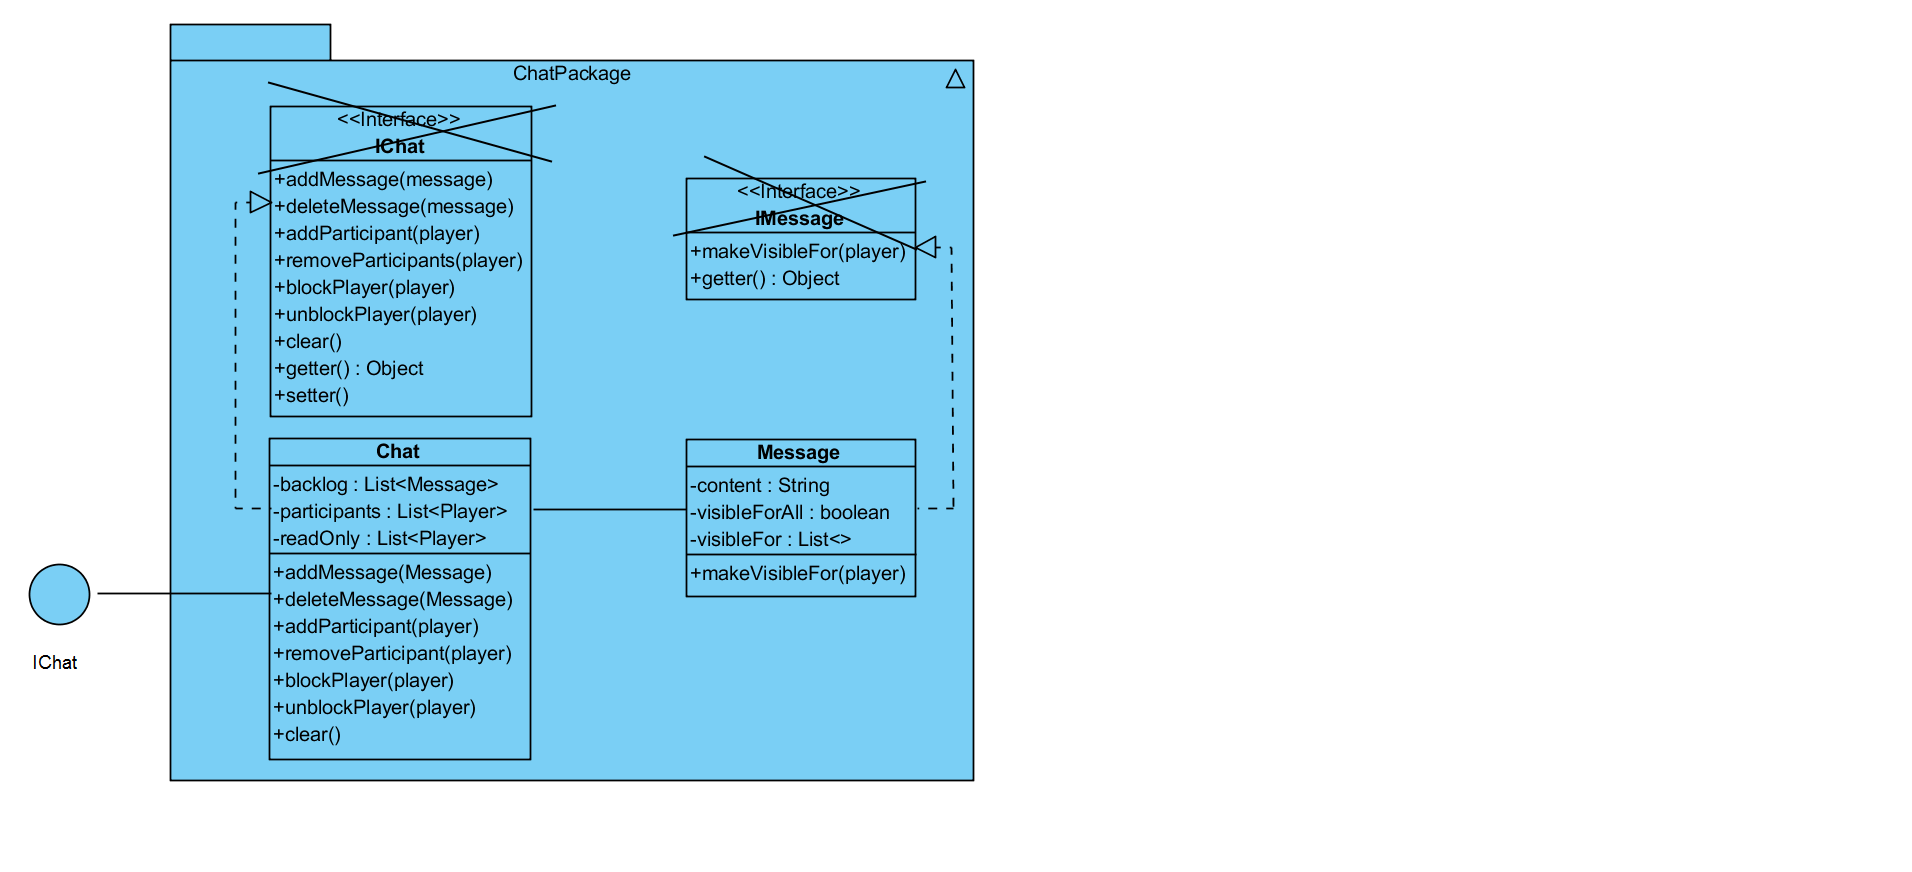 ChatPackage
<<Interface>>
IChat
+addMessage(message)
+deleteMessage(message)
+addParticipant(player)
+removeParticipants(player)
+blockPlayer(player)
+unblockPlayer(player)
+clear()
+getter() : Object
+setter()
<<Interface>>
IMessage
+makeVisibleFor(player)
+getter() : Object
Chat
-backlog : List<Message>
-participants : List<Player>
-readOnly : List<Player>
+addMessage(Message)
+deleteMessage(Message)
+addParticipant(player)
+removeParticipant(player)
+blockPlayer(player)
+unblockPlayer(player)
+clear()
Message
-content : String
-visibleForAll : boolean
-visibleFor : List<>
+makeVisibleFor(player)
IChat